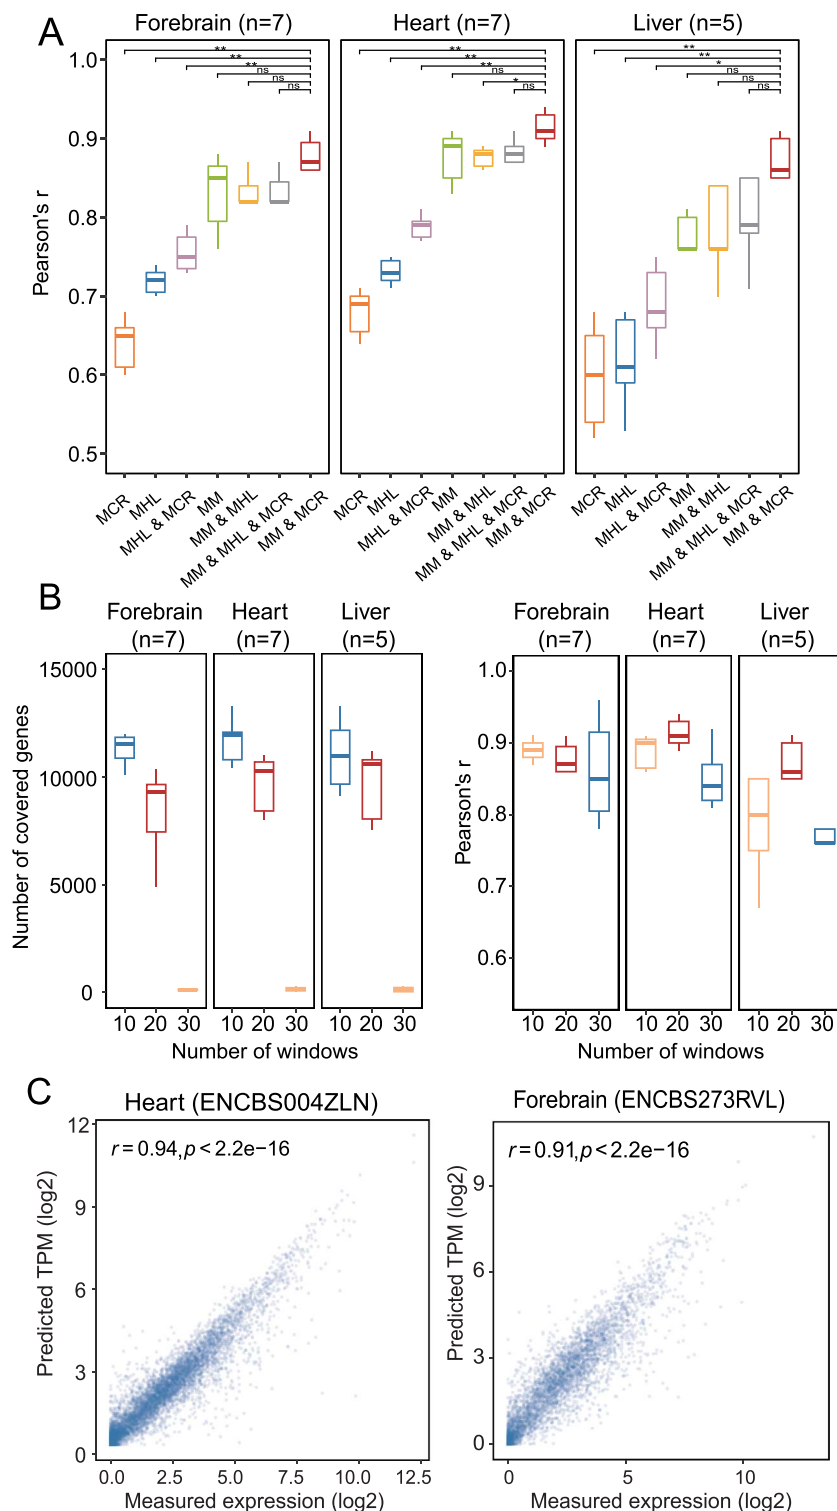 A
Forebrain (n=7)
Heart (n=7)
Liver (n=5)
Pearson's r
1.0
0.9
0.8
0.7
0.6
0.5
**
**
**
ns
ns
ns
**
**
**
ns
*
ns
**
**
*
ns
ns
ns
MCR
MHL
MHL & MCR
MM
MM & MHL
MM & MHL & MCR
MM & MCR
MCR
MHL
MHL & MCR
MM
MM & MHL
MM & MHL & MCR
MM & MCR
MCR
MHL
MHL & MCR
MM
MM & MHL
MM & MHL & MCR
MM & MCR
B
Forebrain
(n=7)
Heart
(n=7)
Liver
(n=5)
Number of covered genes
15000
10000
5000
0
10 20 30
10 20 30
10 20 30
Number of windows
Forebrain
(n=7)
Heart
(n=7)
Liver
(n=5)
Pearson's r
1.0
0.9
0.8
0.7
0.6
10 20 30
10 20 30
10 20 30
Number of windows
C
Heart (ENCBS004ZLN)
r = 0.94, p < 2.2e−16
Predicted TPM (log2)
12
9
6
3
0
0.0 2.5 5.0 7.5 10.0 12.5
Measured expression (log2)
Forebrain (ENCBS273RVL)
r = 0.91, p < 2.2e−16
Predicted TPM (log2)
9
6
3
0
0 5 10
Measured expression (log2)